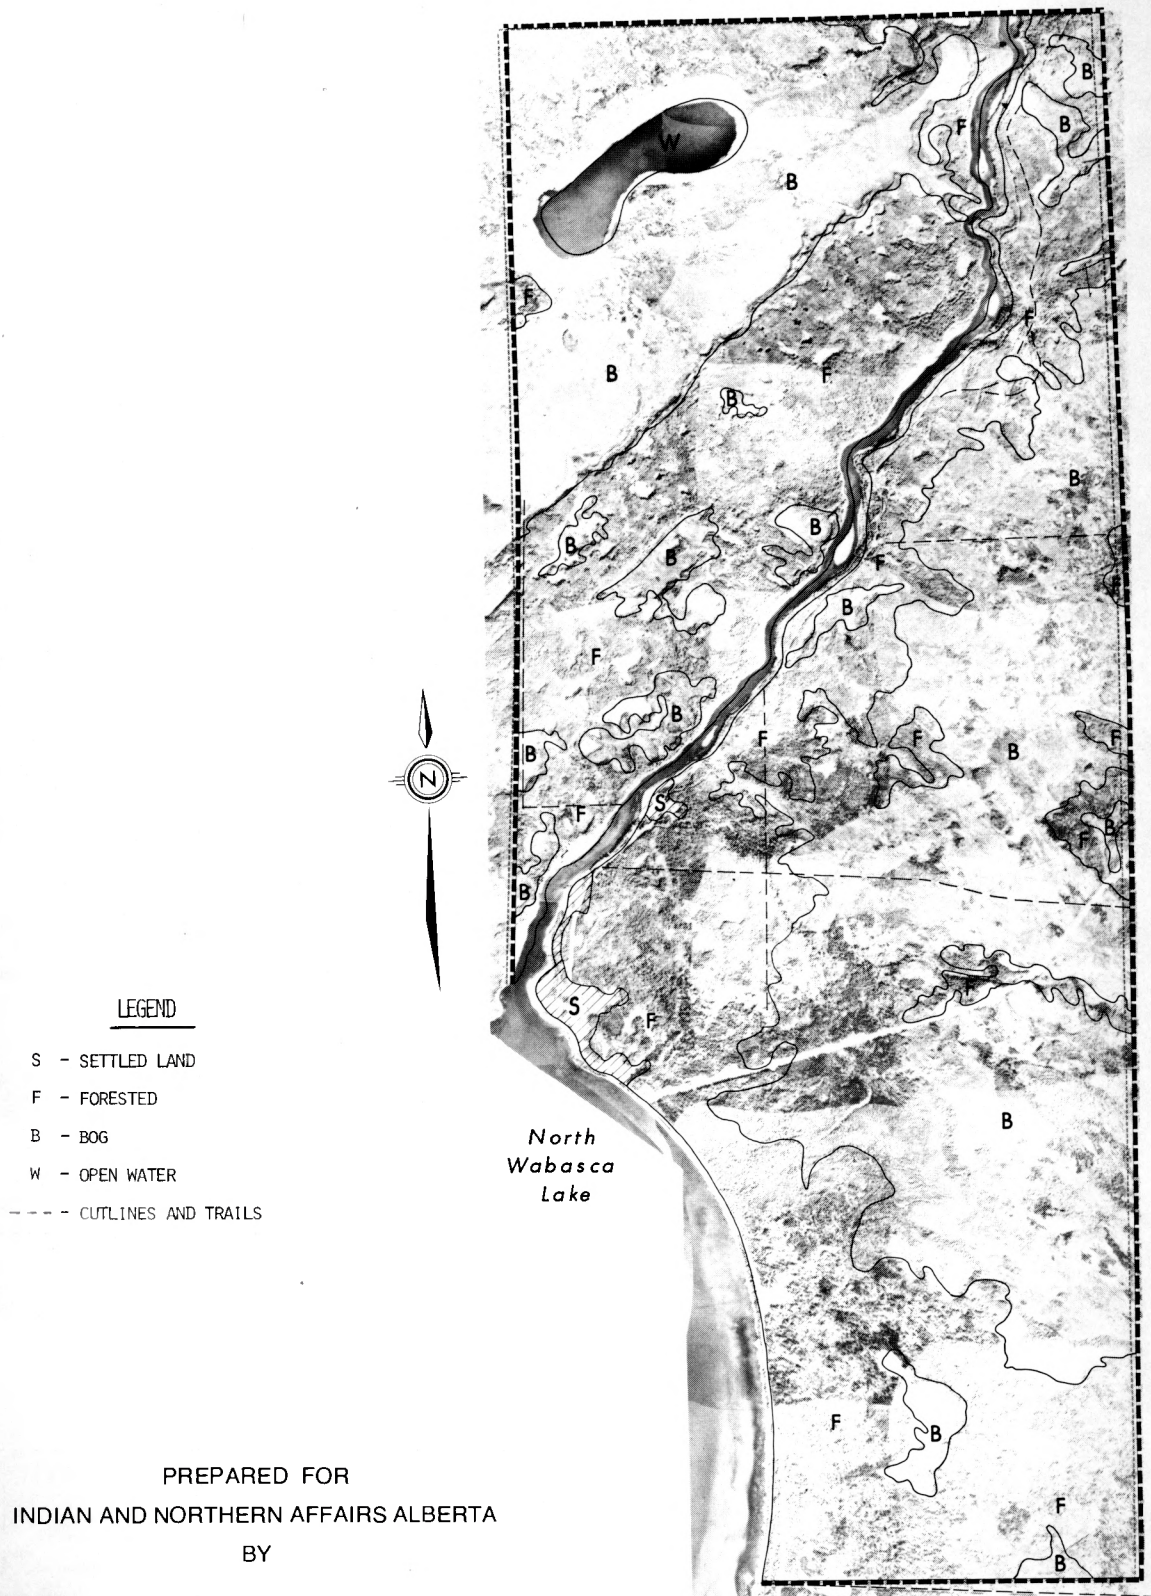 B
F
B
W
B
F
F
B
F
B
B
B
B
B
F
B
F
B
F
F
B
B
F
S
F
B
F
B
F
N
B
F
S
F
LEGEND
S - SETTLED LAND
F - FORESTED
B - BOG
W - OPEN WATER
---- - CUTLINES AND TRAILS
B
North
Wabasca
Lake
F
B
F
B
PREPARED FOR
INDIAN AND NORTHERN AFFAIRS ALBERTA
BY